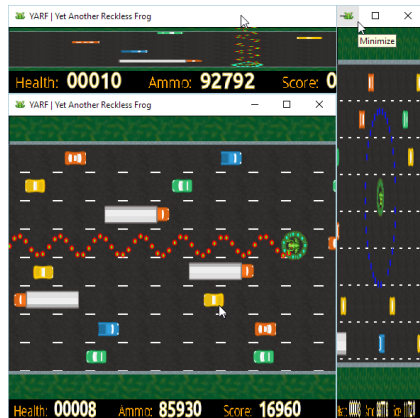 YARF | Yet Another Reckless Frog
Minimize
Health: 00010 Ammo: 92792 Score: 0
YARF | Yet Another Reckless Frog
Health: 00008 Ammo: 85930 Score: 16960